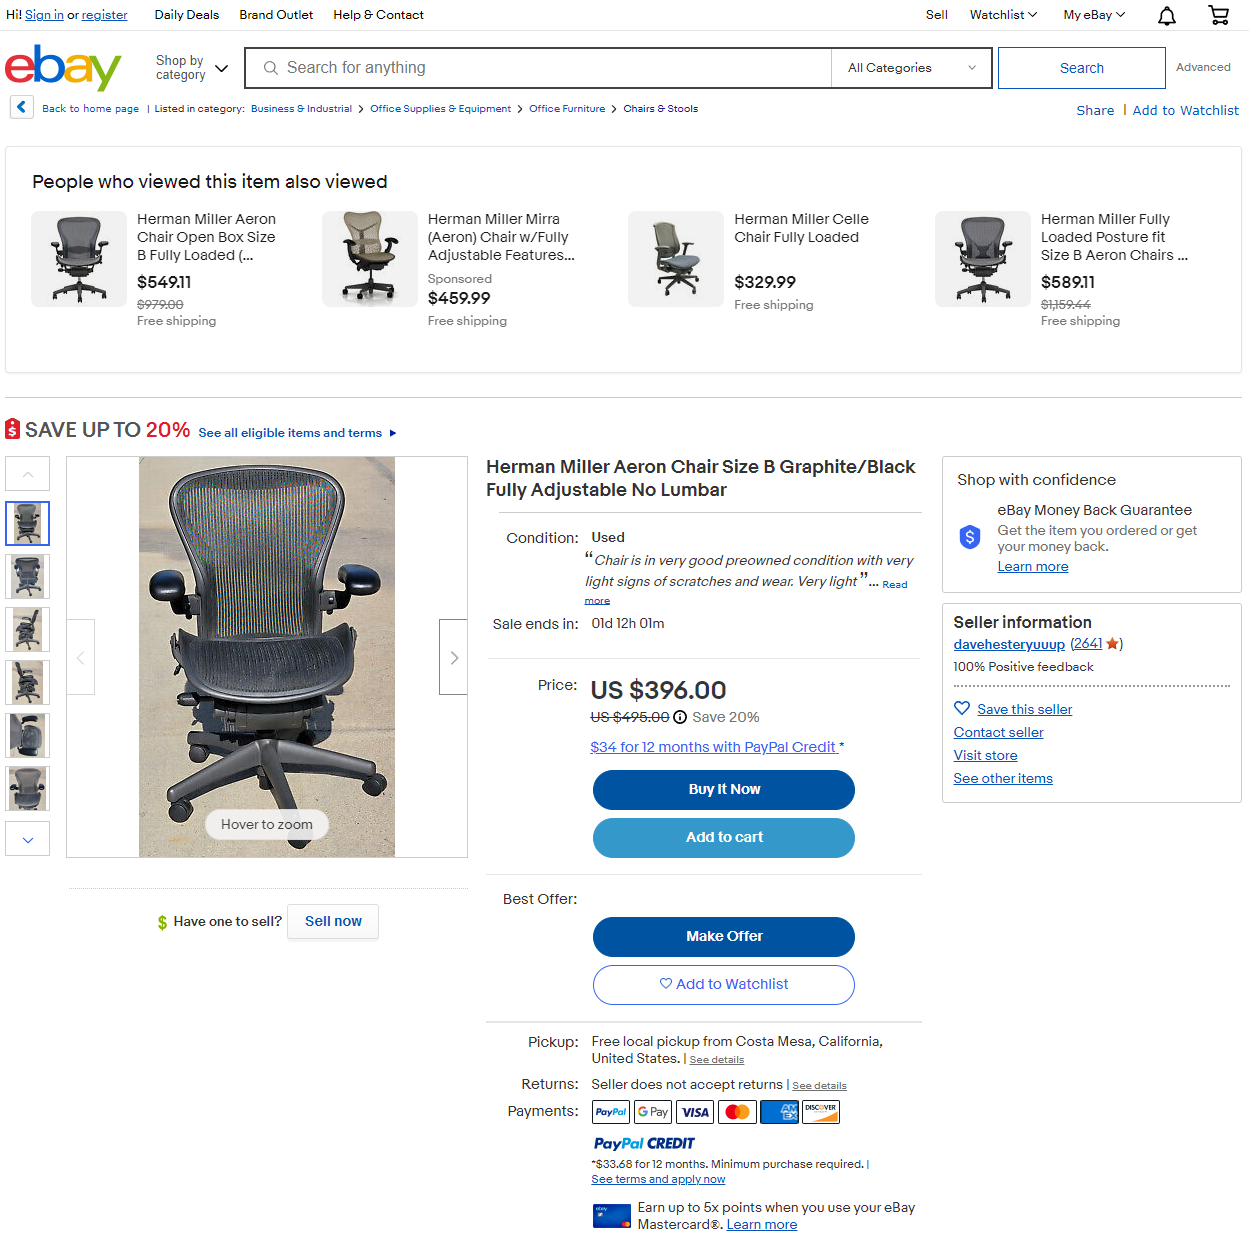 Hi! Sign in or register Daily Deals Brand Outlet Help & Contact Sell Watchlist My eBay
ebay Shop by category Search for anything All Categories Search Advanced
Back to home page | Listed in category: Business & Industrial > Office Supplies & Equipment > Office Furniture > Chairs & Stools Share | Add to Watchlist
People who viewed this item also viewed
Herman Miller Aeron
Chair Open Box Size
B Fully Loaded (...
$549.11
$979.00
Free shipping
Herman Miller Mirra
(Aeron) Chair w/Fully
Adjustable Features...
Sponsored
$459.99
Free shipping
Herman Miller Celle
Chair Fully Loaded
$329.99
Free shipping
Herman Miller Fully
Loaded Posture fit
Size B Aeron Chairs ...
$589.11
$1,159.44
Free shipping
$ SAVE UP TO 20% See all eligible items and terms
Hover to zoom
$ Have one to sell? Sell now
Herman Miller Aeron Chair Size B Graphite/Black
Fully Adjustable No Lumbar
Condition: Used
“Chair is in very good preowned condition with very
light signs of scratches and wear. Very light”... Read
more
Sale ends in: 01d 12h 01m
Price: US $396.00
US $495.00 Save 20%
$34 for 12 months with PayPal Credit *
Buy It Now
Add to cart
Best Offer:
Make Offer
Add to Watchlist
Pickup: Free local pickup from Costa Mesa, California,
United States. | See details
Returns: Seller does not accept returns | See details
Payments: PayPal G Pay VISA AMEX DISCOVER
PayPal CREDIT
*$33.68 for 12 months. Minimum purchase required. |
See terms and apply now
ebay Earn up to 5x points when you use your eBay
Mastercard®. Learn more
Shop with confidence
eBay Money Back Guarantee
$ Get the item you ordered or get
your money back.
Learn more
Seller information
davehesteryuuup (2641)
100% Positive feedback
Save this seller
Contact seller
Visit store
See other items